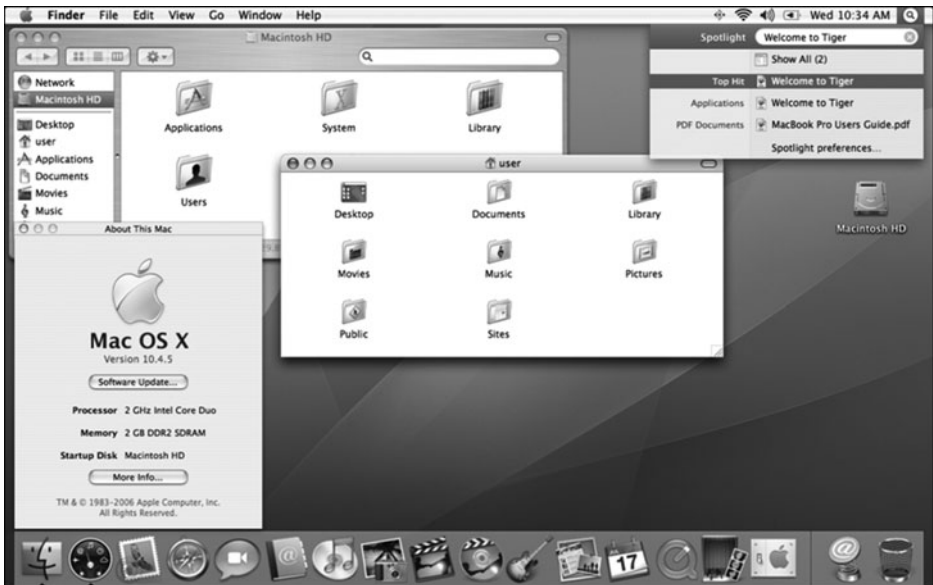 Finder File Edit View Go Window Help
Wed 10:34 AM
Macintosh HD
Network
Macintosh HD
Desktop
user
Applications
Documents
Movies
Music
Applications
System
Library
Users
Spotlight Welcome to Tiger
Show All (2)
Top Hit Welcome to Tiger
Applications Welcome to Tiger
PDF Documents MacBook Pro Users Guide.pdf
Spotlight preferences...
user
Desktop
Documents
Library
Movies
Music
Pictures
Public
Sites
Macintosh HD
About This Mac
Mac OS X
Version 10.4.5
Software Update...
Processor 2 GHz Intel Core Duo
Memory 2 GB DDR2 SDRAM
Startup Disk Macintosh HD
More Info...
TM & © 1983-2006 Apple Computer, Inc.
All Rights Reserved.
17